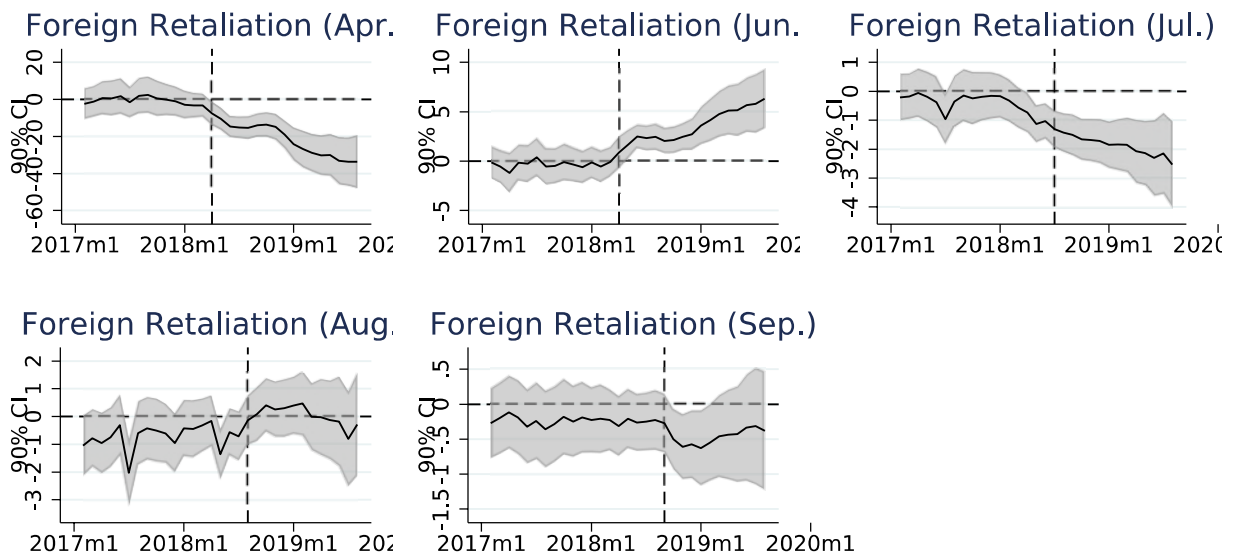 Foreign Retaliation (Apr.
90% CI
20
0
-20
-40
-60
2017m1 2018m1 2019m1 202
Foreign Retaliation (Jun.
90% CI
10
5
0
-5
2017m1 2018m1 2019m1 202
Foreign Retaliation (Jul.)
90% CI
1
0
-1
-2
-3
-4
2017m1 2018m1 2019m1 2020
Foreign Retaliation (Aug.
90% CI
2
1
0
-1
-2
-3
2017m1 2018m1 2019m1 202
Foreign Retaliation (Sep.)
90% CI
.5
0
-.5
-1
-1.5
2017m1 2018m1 2019m1 2020m1